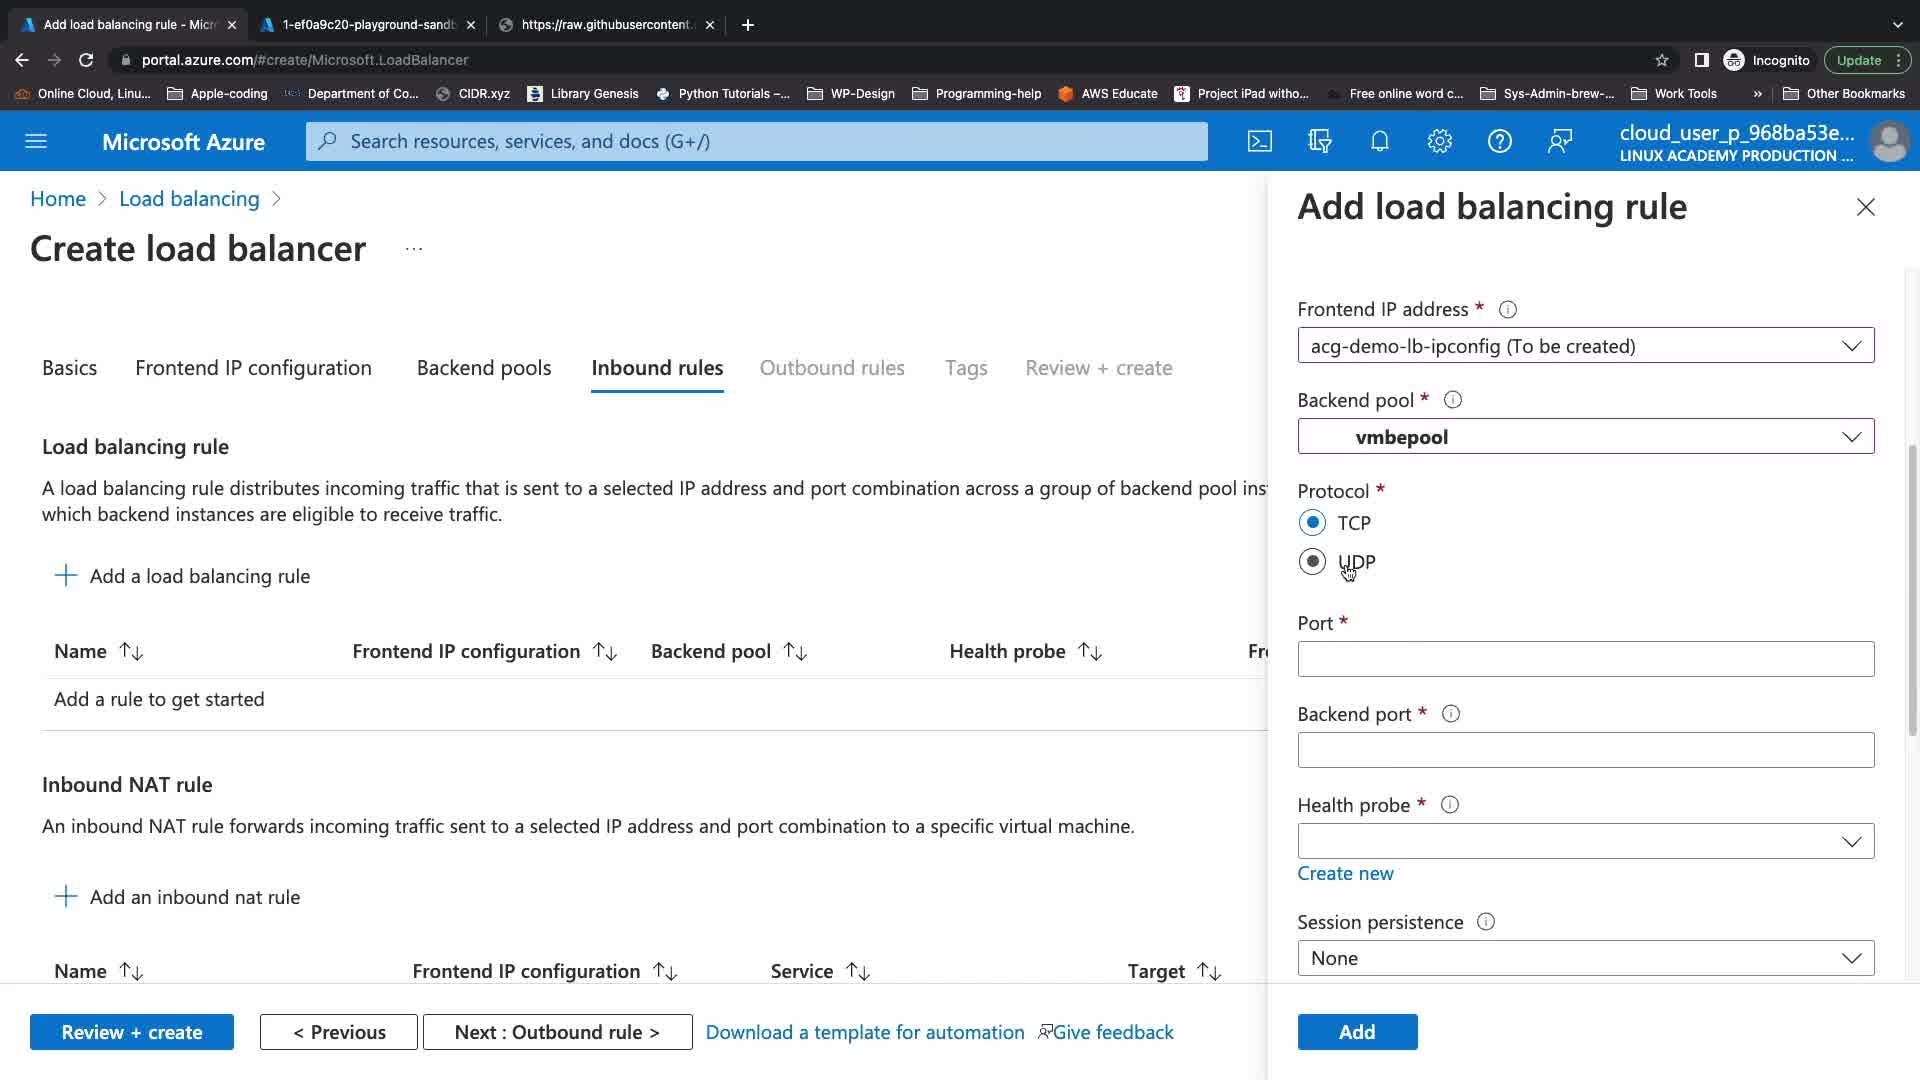 Add load balancing rule - Micr
1-ef0a9c20-playground-sandb
https://raw.githubusercontent.
portal.azure.com/#create/Microsoft.LoadBalancer
Incognito
Update
Online Cloud, Linu...
Apple-coding
Department of Co...
CIDR.xyz
Library Genesis
Python Tutorials –...
WP-Design
Programming-help
AWS Educate
Project iPad witho...
Free online word c...
Sys-Admin-brew-...
Work Tools
»
Other Bookmarks
Microsoft Azure
Search resources, services, and docs (G+/)
cloud_user_p_968ba53e...
LINUX ACADEMY PRODUCTION ...
Home > Load balancing >
Create load balancer ...
Basics
Frontend IP configuration
Backend pools
Inbound rules
Outbound rules
Tags
Review + create
Load balancing rule
A load balancing rule distributes incoming traffic that is sent to a selected IP address and port combination across a group of backend pool ins
which backend instances are eligible to receive traffic.
+ Add a load balancing rule
Name ↑↓ Frontend IP configuration ↑↓ Backend pool ↑↓ Health probe ↑↓ Fr
Add a rule to get started
Inbound NAT rule
An inbound NAT rule forwards incoming traffic sent to a selected IP address and port combination to a specific virtual machine.
+ Add an inbound nat rule
Name ↑↓ Frontend IP configuration ↑↓ Service ↑↓ Target ↑↓
Review + create
< Previous
Next : Outbound rule >
Download a template for automation
Give feedback
Add load balancing rule
Frontend IP address *
acg-demo-lb-ipconfig (To be created)
Backend pool *
vmbepool
Protocol *
TCP
UDP
Port *
Backend port *
Health probe *
Create new
Session persistence
None
Add